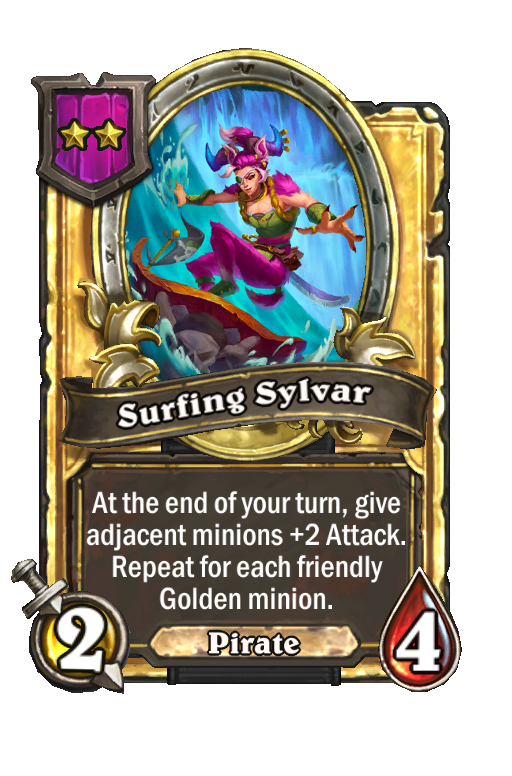 Surfing Sylvar
At the end of your turn, give
adjacent minions +2 Attack.
Repeat for each friendly
Golden minion.
2
Pirate
4